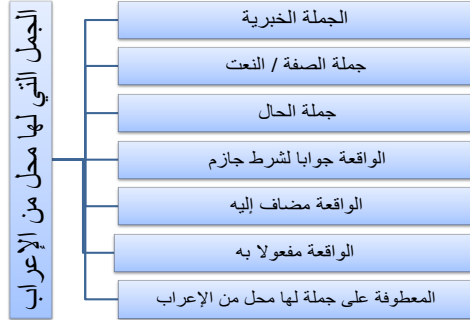 الجمل التي لها محل من الإعراب
الجملة الخبرية
جملة الصفة / النعت
جملة الحال
الواقعة جوابا لشرط جازم
الواقعة مضاف إليه
الواقعة مفعولا به
المعطوفة على جملة لها محل من الإعراب